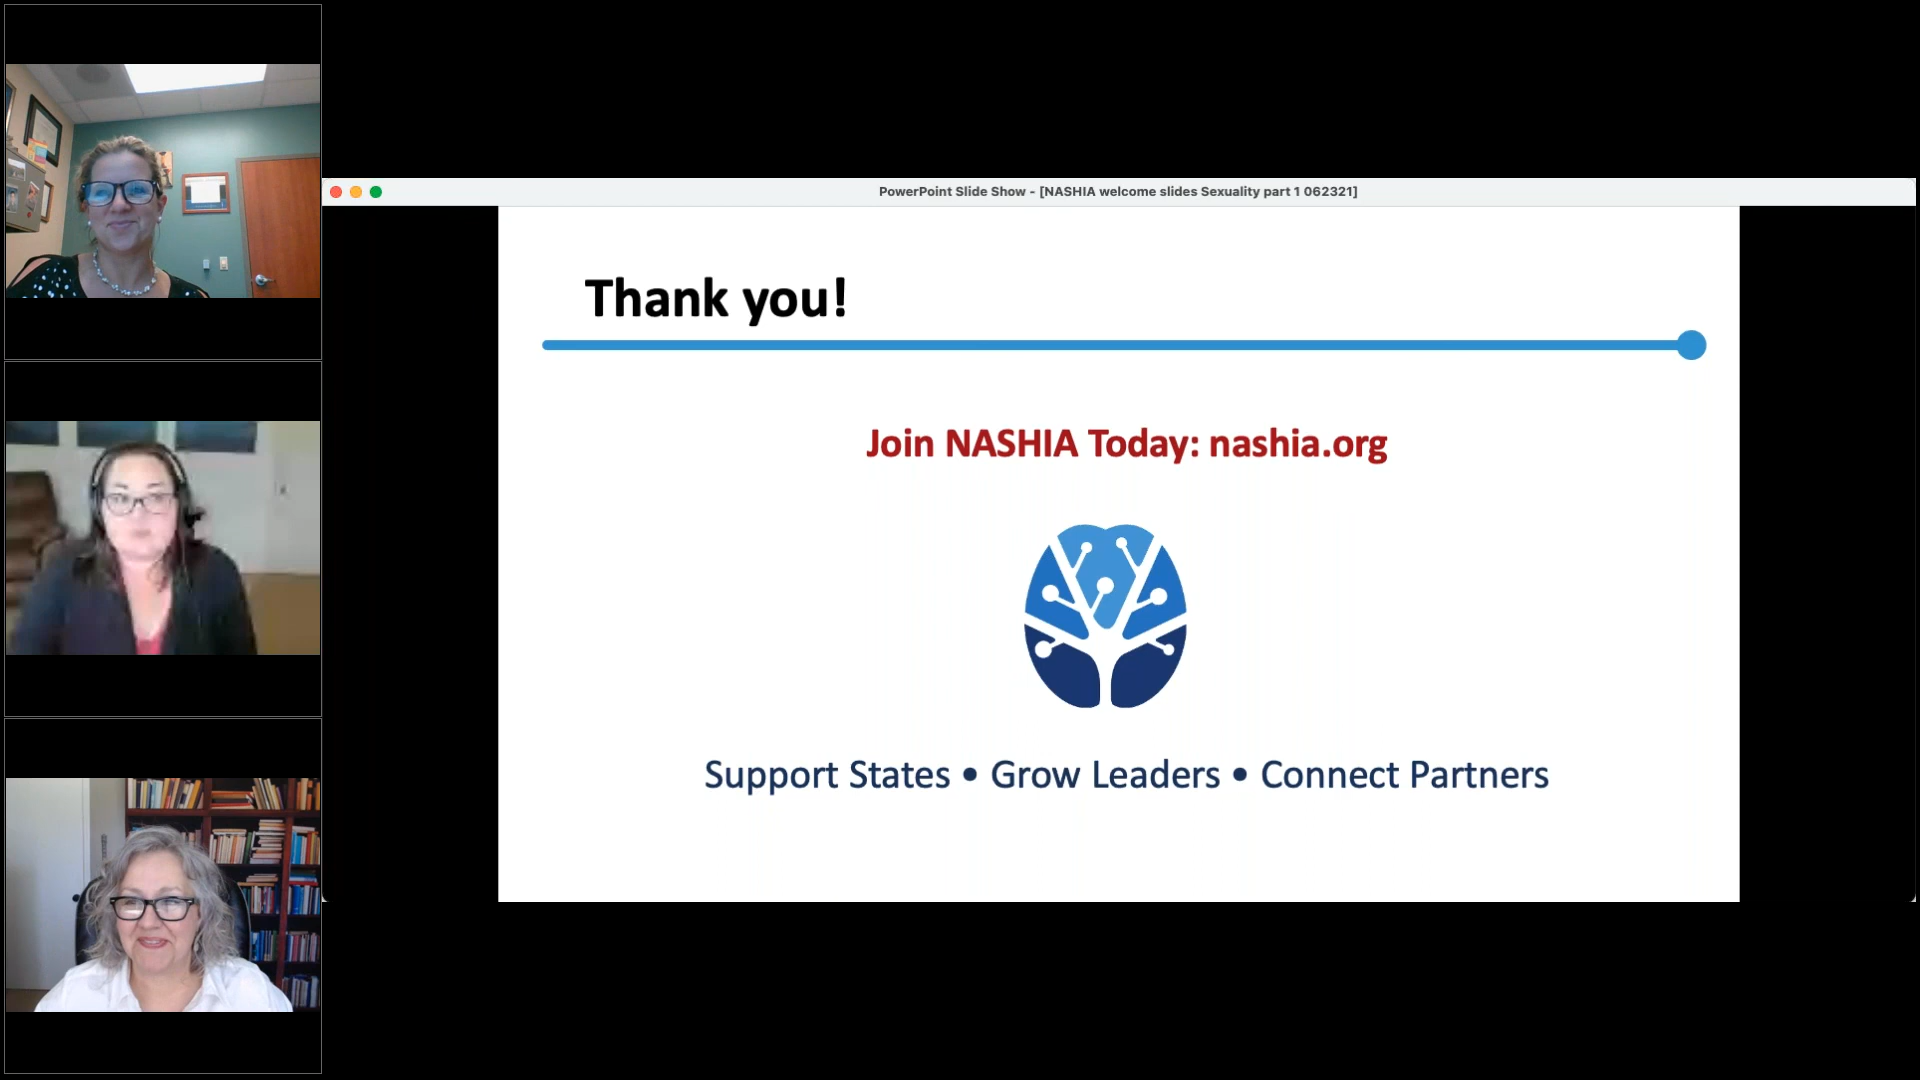 PowerPoint Slide Show - [NASHIA welcome slides Sexuality part 1 062321]
Thank you!
Join NASHIA Today: nashia.org
Support States • Grow Leaders • Connect Partners